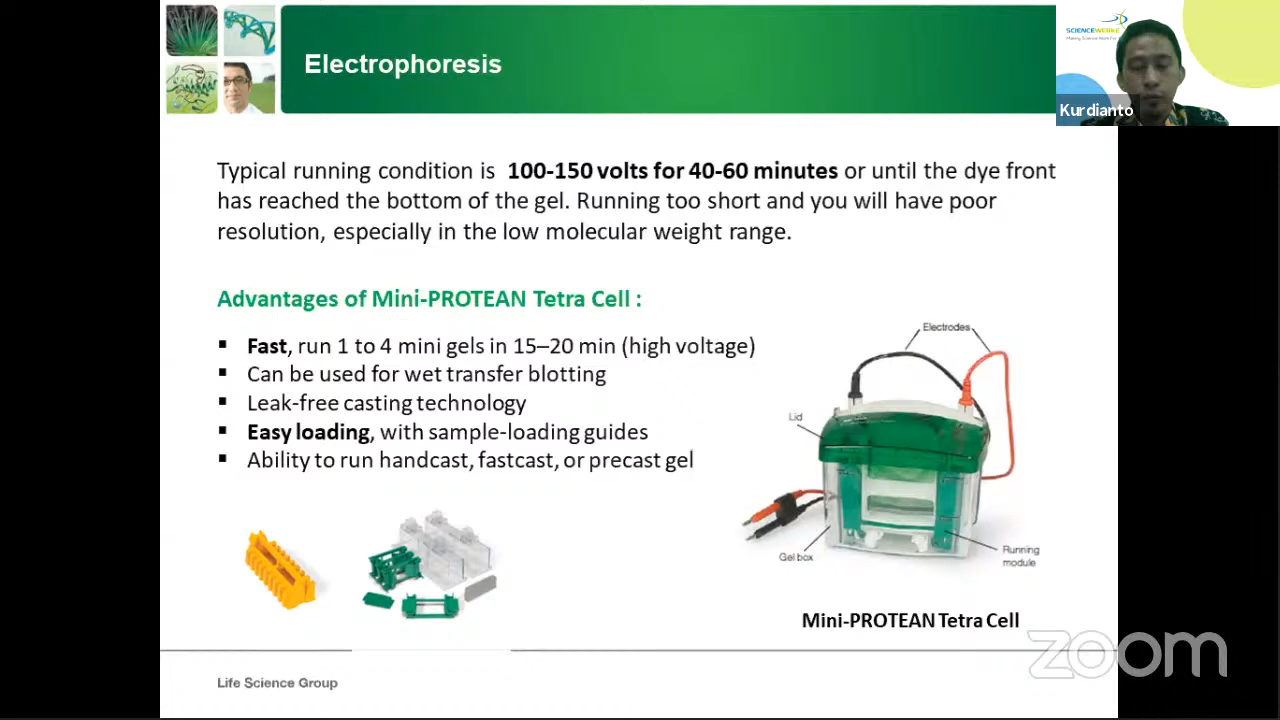 Electrophoresis
SCIENCEWERKE
Kurdianto
Typical running condition is 100-150 volts for 40-60 minutes or until the dye front
has reached the bottom of the gel. Running too short and you will have poor
resolution, especially in the low molecular weight range.
Advantages of Mini-PROTEAN Tetra Cell :
▪ Fast, run 1 to 4 mini gels in 15–20 min (high voltage)
▪ Can be used for wet transfer blotting
▪ Leak-free casting technology
▪ Easy loading, with sample-loading guides
▪ Ability to run handcast, fastcast, or precast gel
Electrodes
Lid
Gel box
Running
module
Mini-PROTEAN Tetra Cell
zoom
Life Science Group